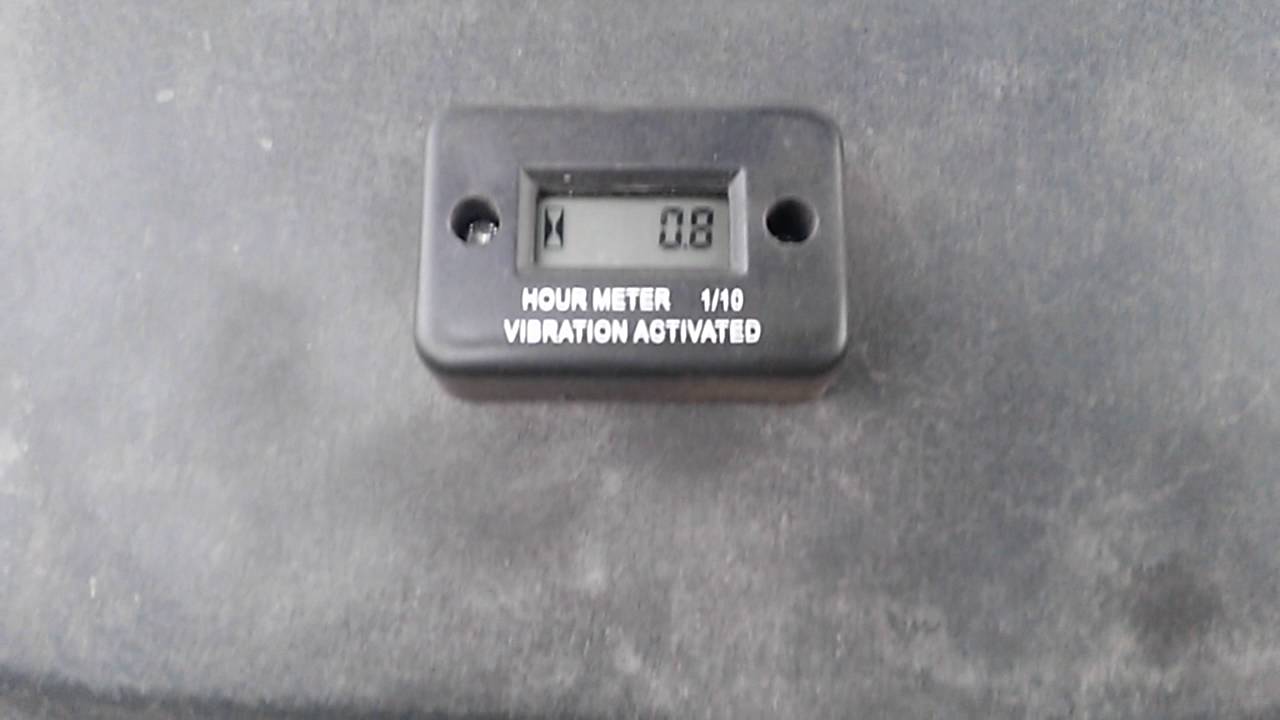 0.8
HOUR METER 1/10
VIBRATION ACTIVATED